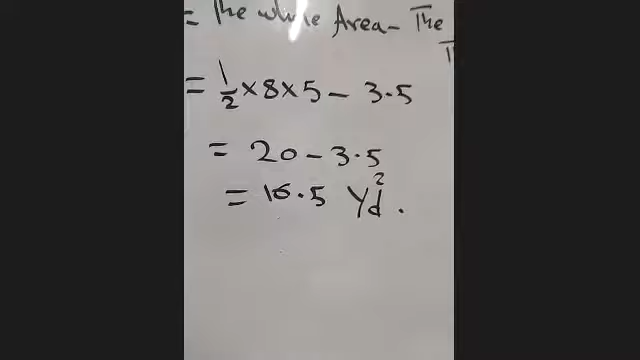 = The whole Area - The
= 1/2 × 8 × 5 - 3.5
= 20 - 3.5
= 16.5 Yd².